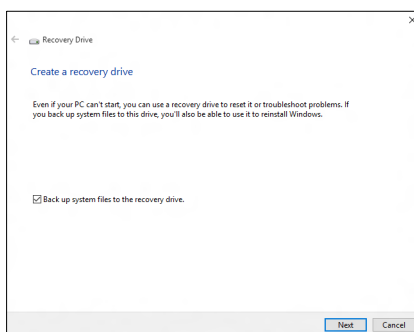 Recovery Drive
Create a recovery drive
Even if your PC can't start, you can use a recovery drive to reset it or troubleshoot problems. If
you back up system files to this drive, you'll also be able to use it to reinstall Windows.
Back up system files to the recovery drive.
Next Cancel